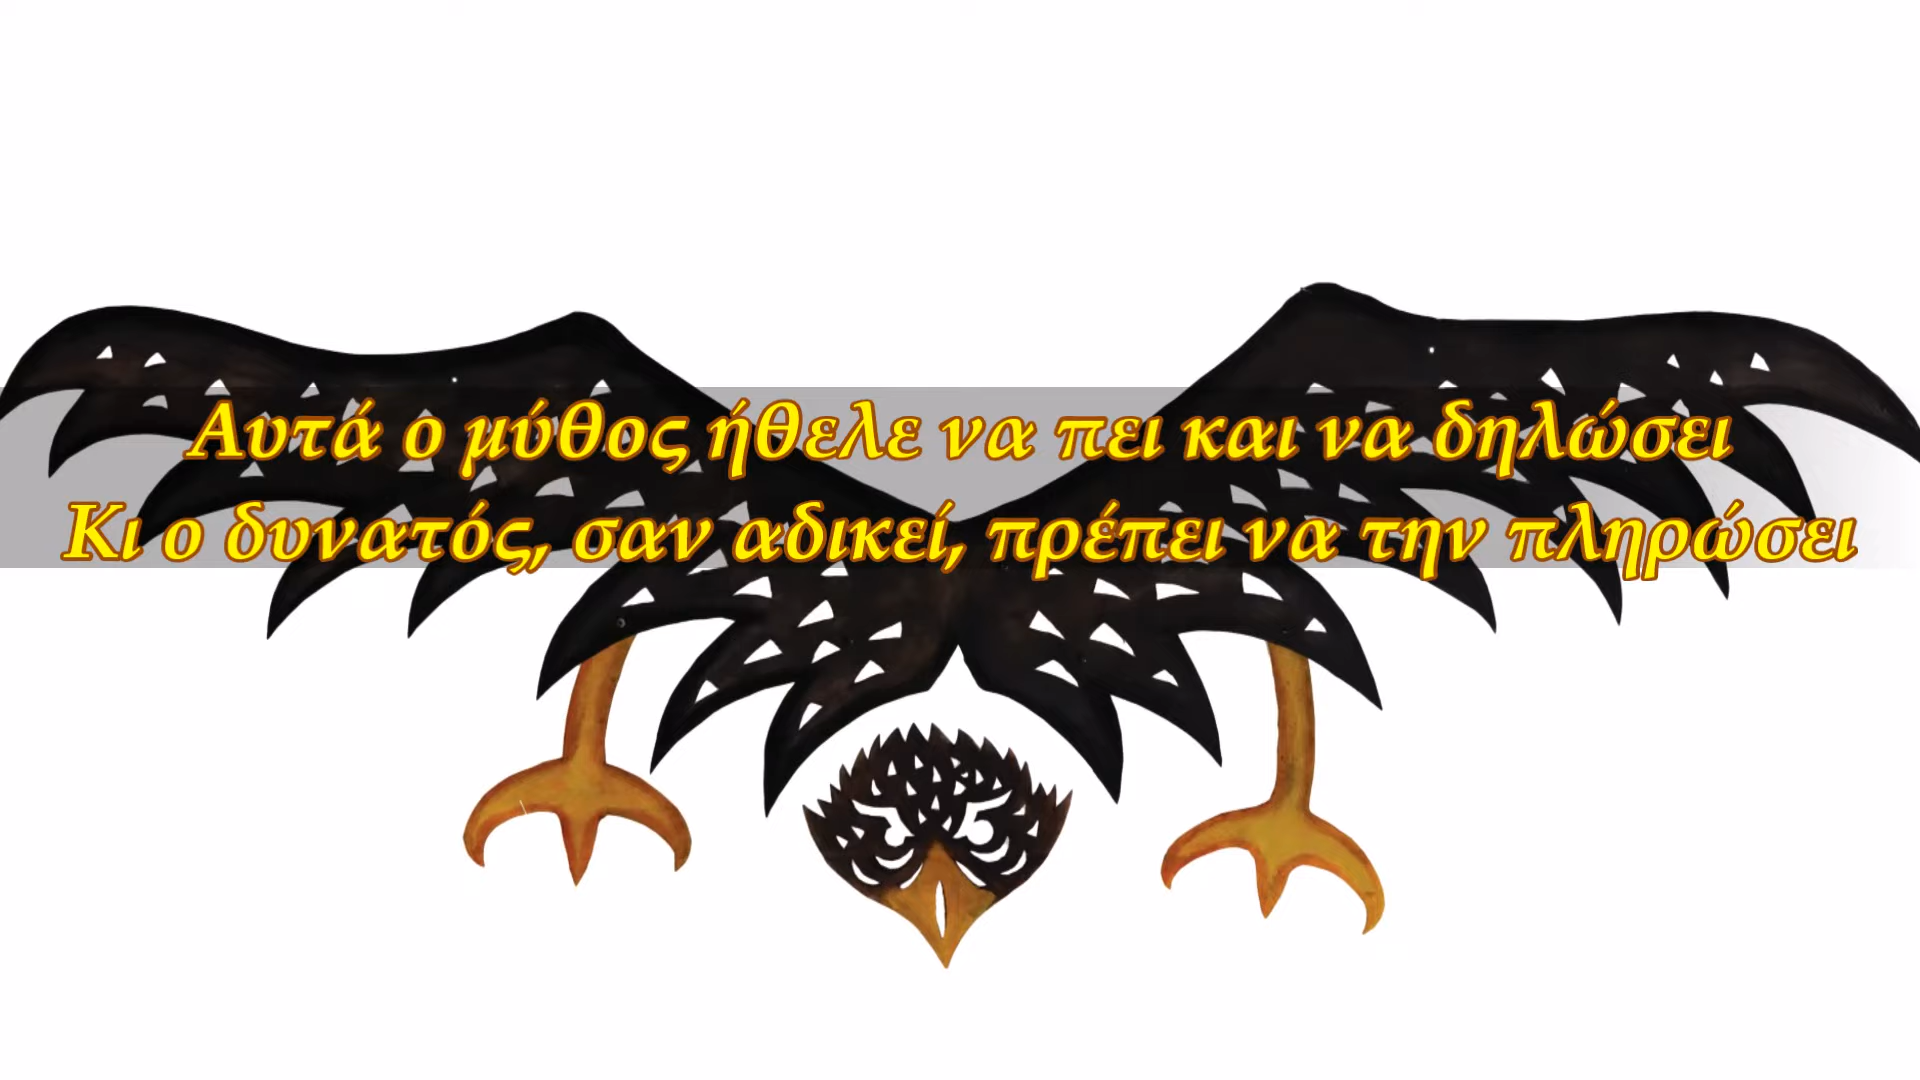 Αυτά ο μύθος ήθελε να πει και να δηλώσει
Κι ο δυνατός, σαν αδικεί, πρέπει να την πληρώσει